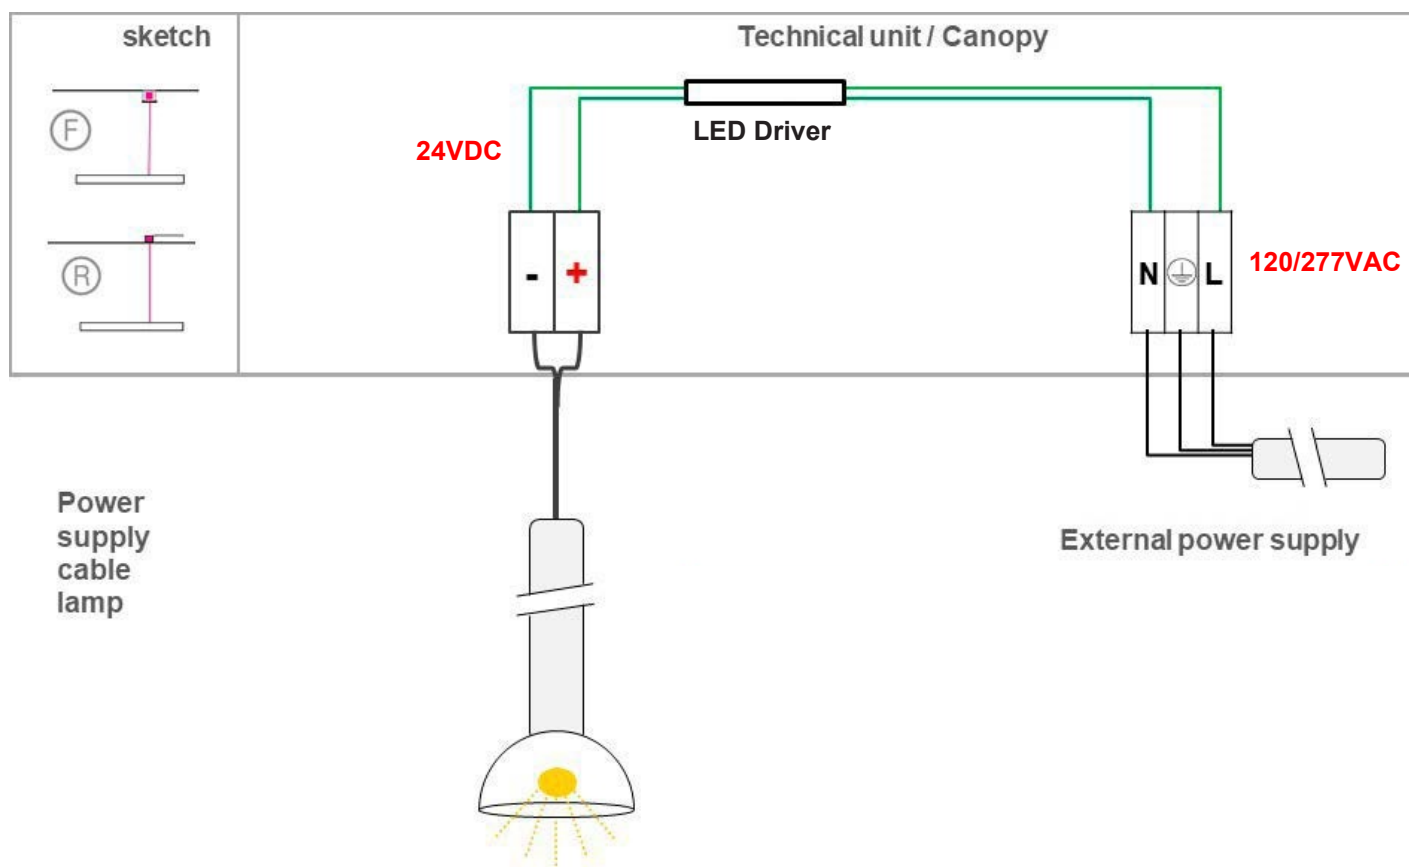 sketch
Technical unit / Canopy
F
LED Driver
24VDC
R
- +
N L
120/277VAC
Power
supply
cable
lamp
External power supply